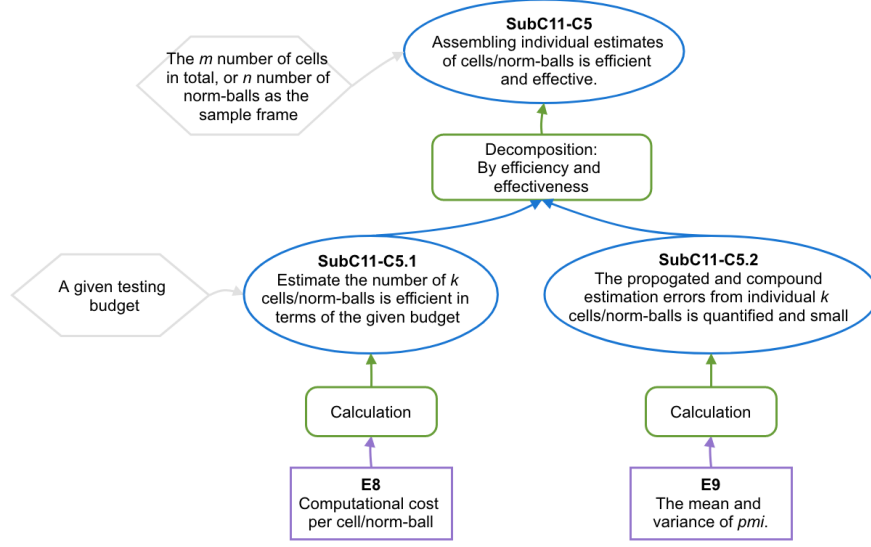 SubC11-C5
Assembling individual estimates
of cells/norm-balls is efficient
and effective.
The m number of cells
in total, or n number of
norm-balls as the
sample frame
Decomposition:
By efficiency and
effectiveness
SubC11-C5.1
Estimate the number of k
cells/norm-balls is efficient in
terms of the given budget
A given testing
budget
SubC11-C5.2
The propogated and compound
estimation errors from individual k
cells/norm-balls is quantified and small
Calculation
Calculation
E8
Computational cost
per cell/norm-ball
E9
The mean and
variance of pmi.